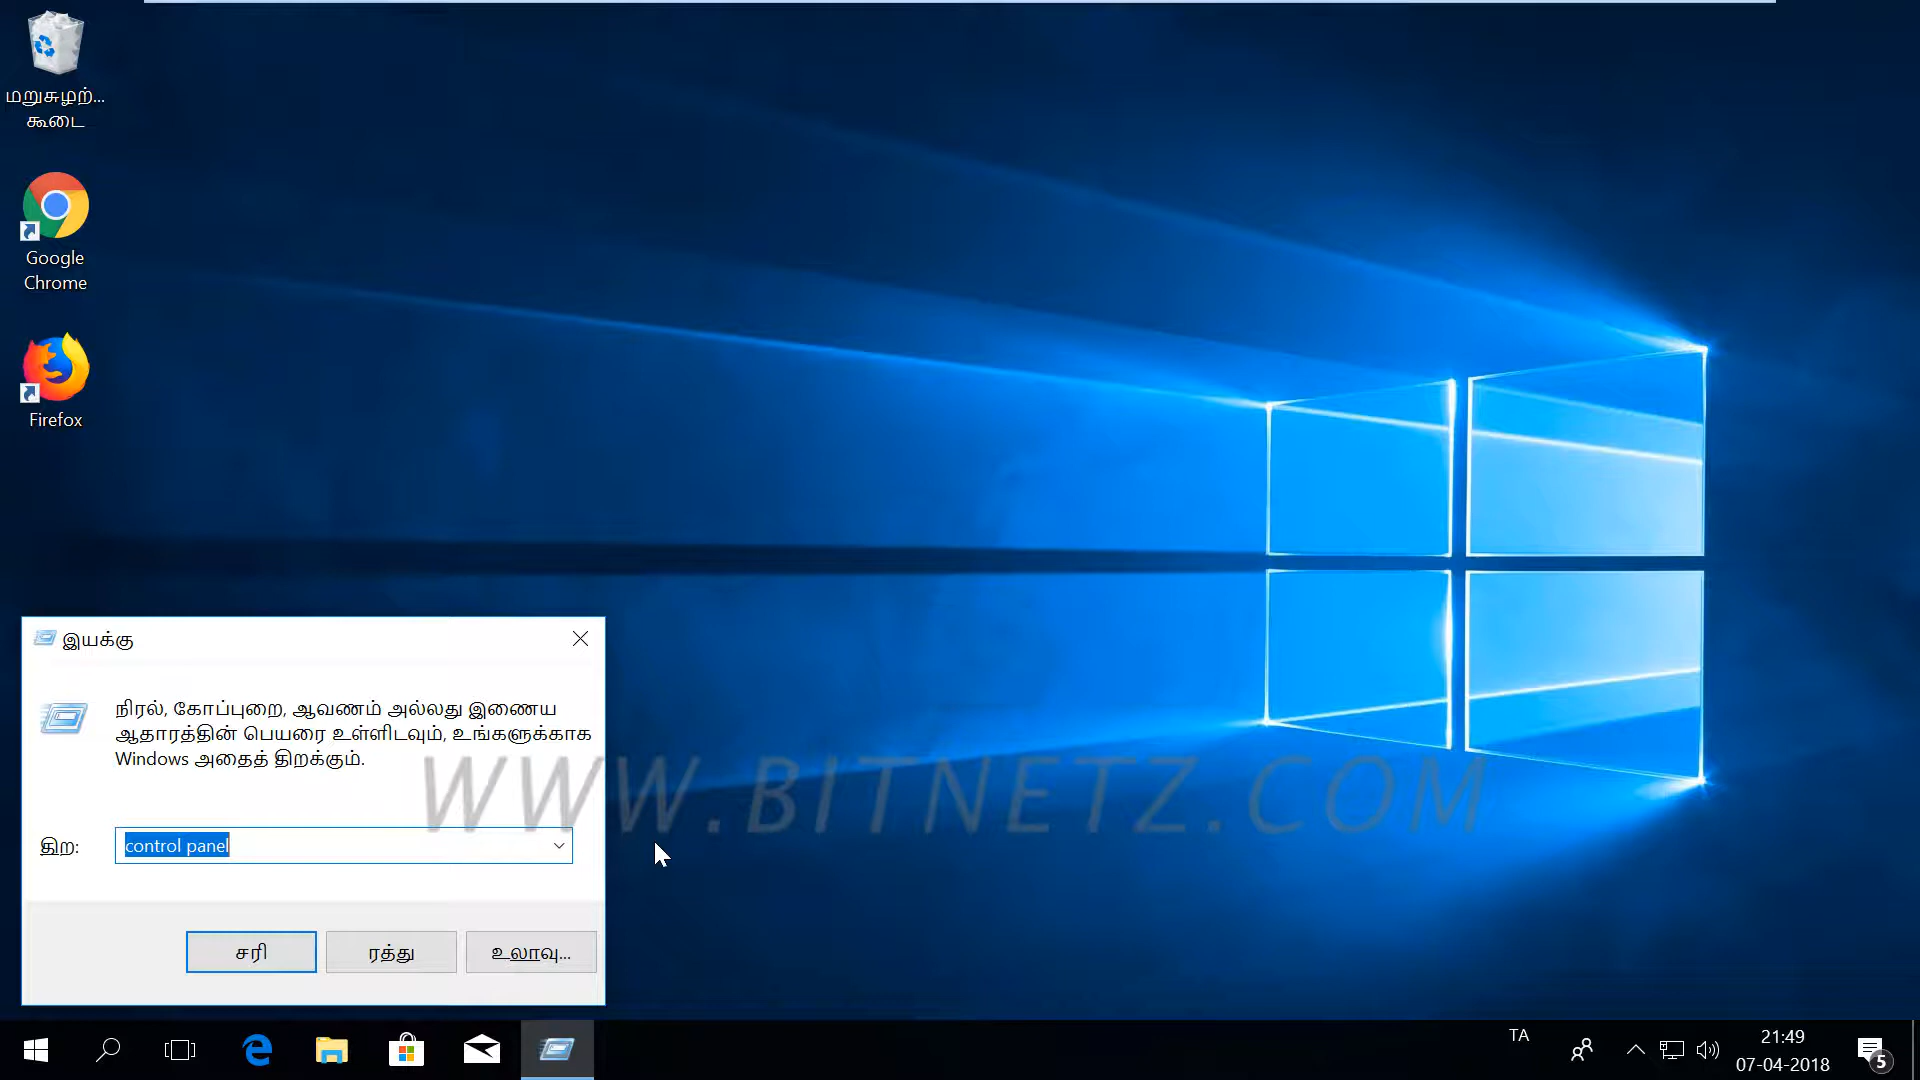 மறுசுழற்...
கூடை
Google
Chrome
Firefox
இயக்கு
நிரல், கோப்புறை, ஆவணம் அல்லது இணைய
ஆதாரத்தின் பெயரை உள்ளிடவும், உங்களுக்காக
Windows அதைத் திறக்கும்.
WWW.BITNETZ.COM
திற:
control panel
சரி
ரத்து
உலாவு...
TA
21:49
07-04-2018
5